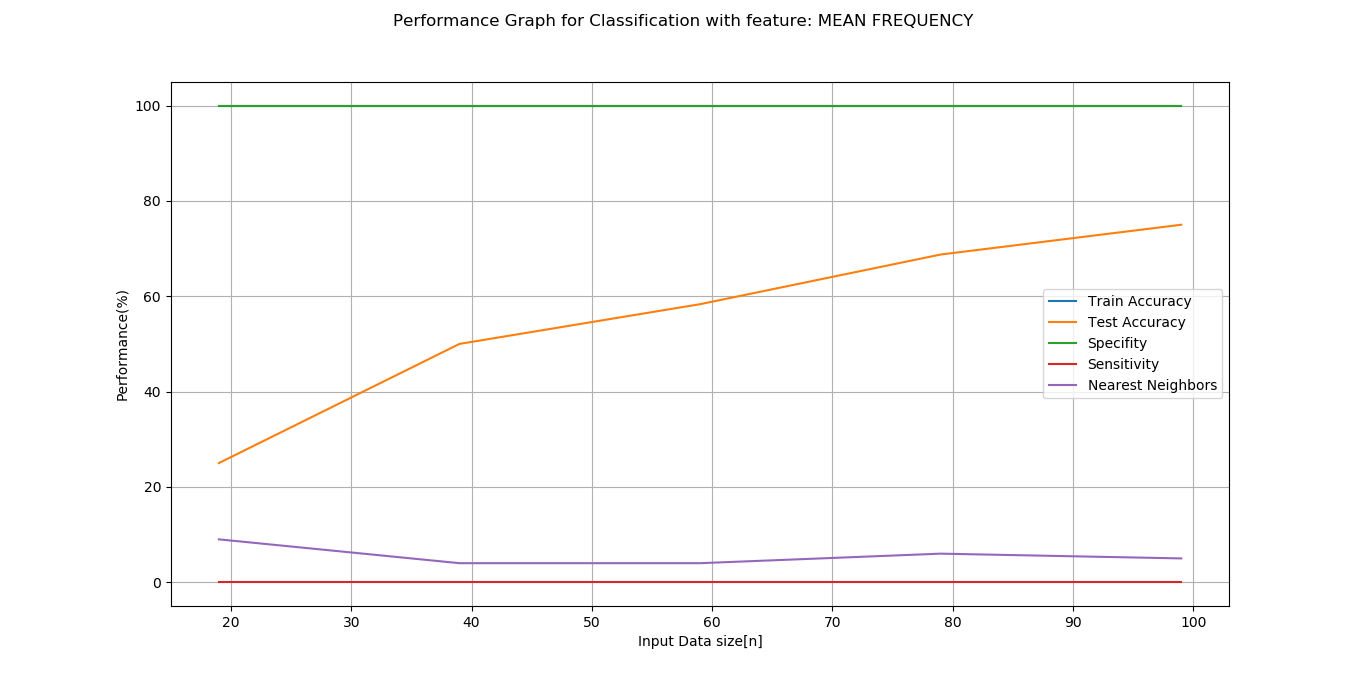 Performance Graph for Classification with feature: MEAN FREQUENCY
100
80
60
40
20
0
Performance(%)
Train Accuracy
Test Accuracy
Specifity
Sensitivity
Nearest Neighbors
20 30 40 50 60 70 80 90 100
Input Data size[n]